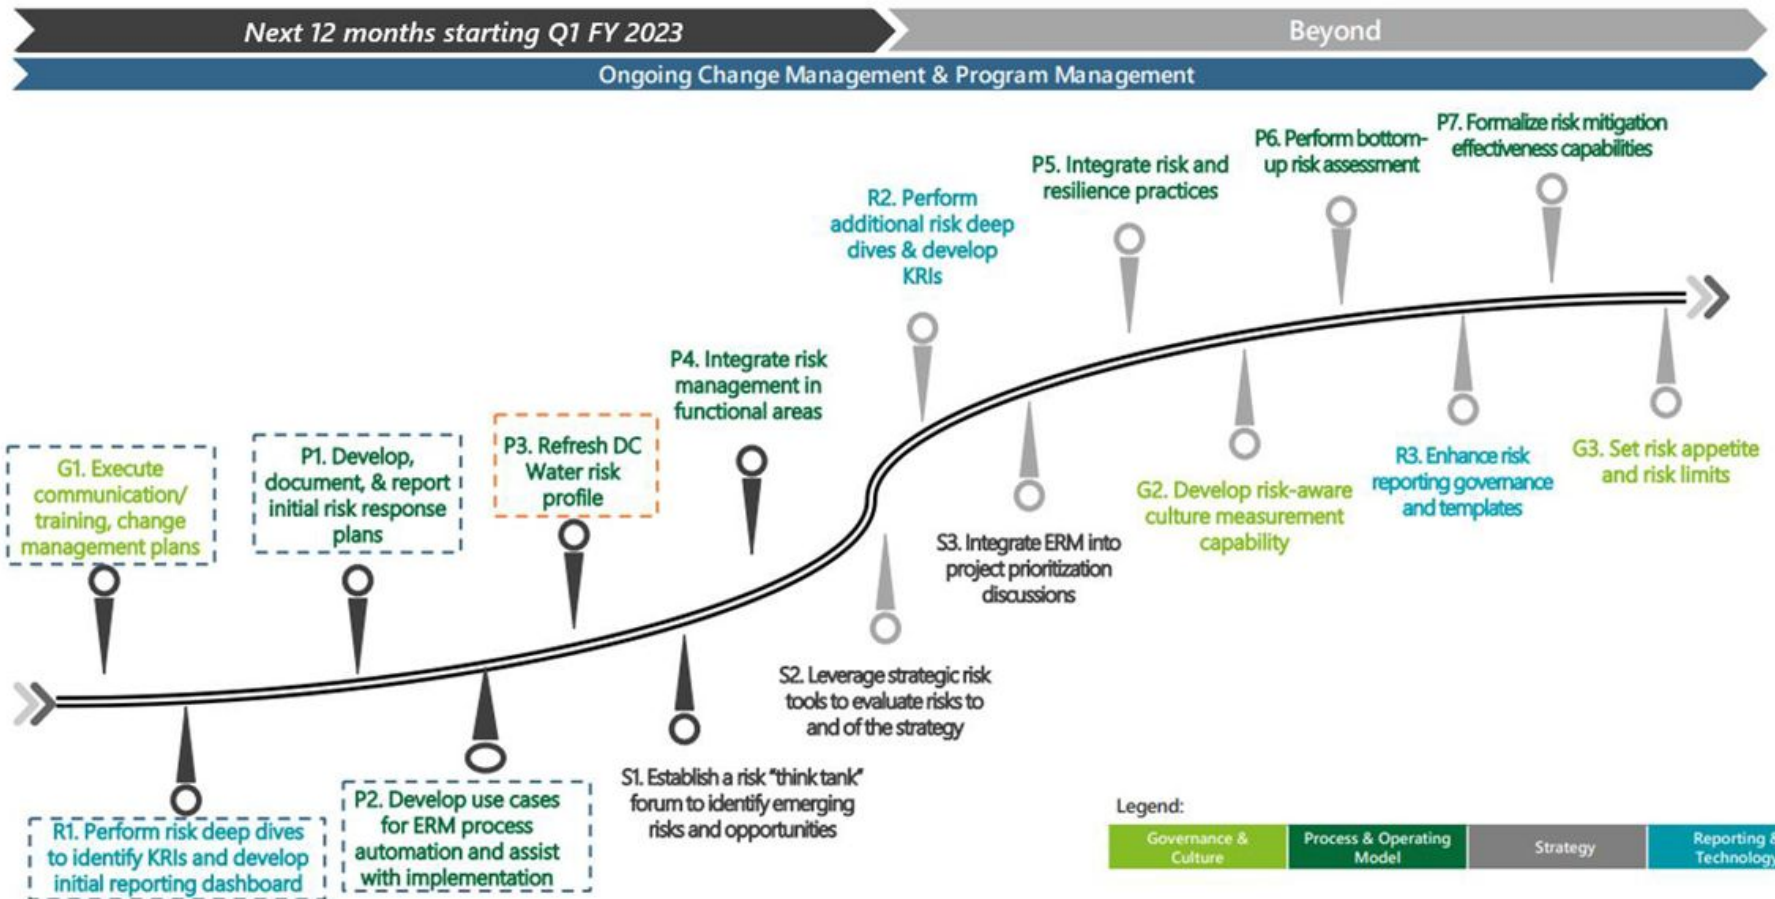 Next 12 months starting Q1 FY 2023
Beyond
Ongoing Change Management & Program Management
G1. Execute
communication/
training, change
management plans
P1. Develop,
document, & report
initial risk response
plans
P3. Refresh DC
Water risk
profile
P4. Integrate risk
management in
functional areas
R2. Perform
additional risk deep
dives & develop
KRIs
P5. Integrate risk and
resilience practices
P6. Perform bottom-
up risk assessment
P7. Formalize risk mitigation
effectiveness capabilities
R1. Perform risk deep dives
to identify KRIs and develop
initial reporting dashboard
P2. Develop use cases
for ERM process
automation and assist
with implementation
S1. Establish a risk "think tank"
forum to identify emerging
risks and opportunities
S2. Leverage strategic risk
tools to evaluate risks to
and of the strategy
S3. Integrate ERM into
project prioritization
discussions
G2. Develop risk-aware
culture measurement
capability
R3. Enhance risk
reporting governance
and templates
G3. Set risk appetite
and risk limits
Legend:
Governance &
Culture
Process & Operating
Model
Strategy
Reporting &
Technology